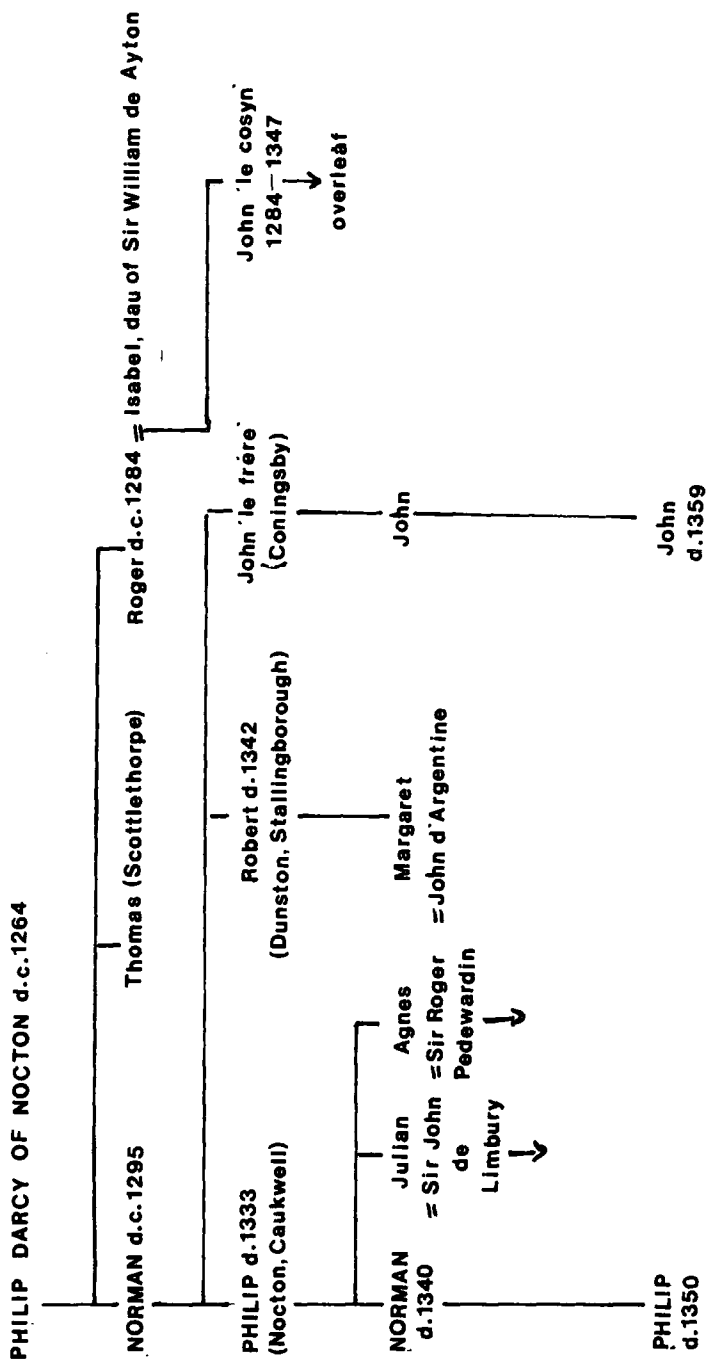 PHILIP DARCY OF NOCTON d.c.1264
NORMAN d.c.1295
Thomas (Scottlethorpe)
Roger d.c.1284 = Isabel, dau of Sir William de Ayton
PHILIP d.1333
(Nocton, Caukwell)
Robert d.1342
(Dunston, Stallingborough)
John 'le frére'
(Coningsby)
John 'le cosyn'
1284–1347
overleaf
NORMAN
d.1340
Julian
= Sir John
de
Limbury
Agnes
=Sir Roger
Pedewardin
Margaret
=John d'Argentine
John
PHILIP
d.1350
John
d.1359